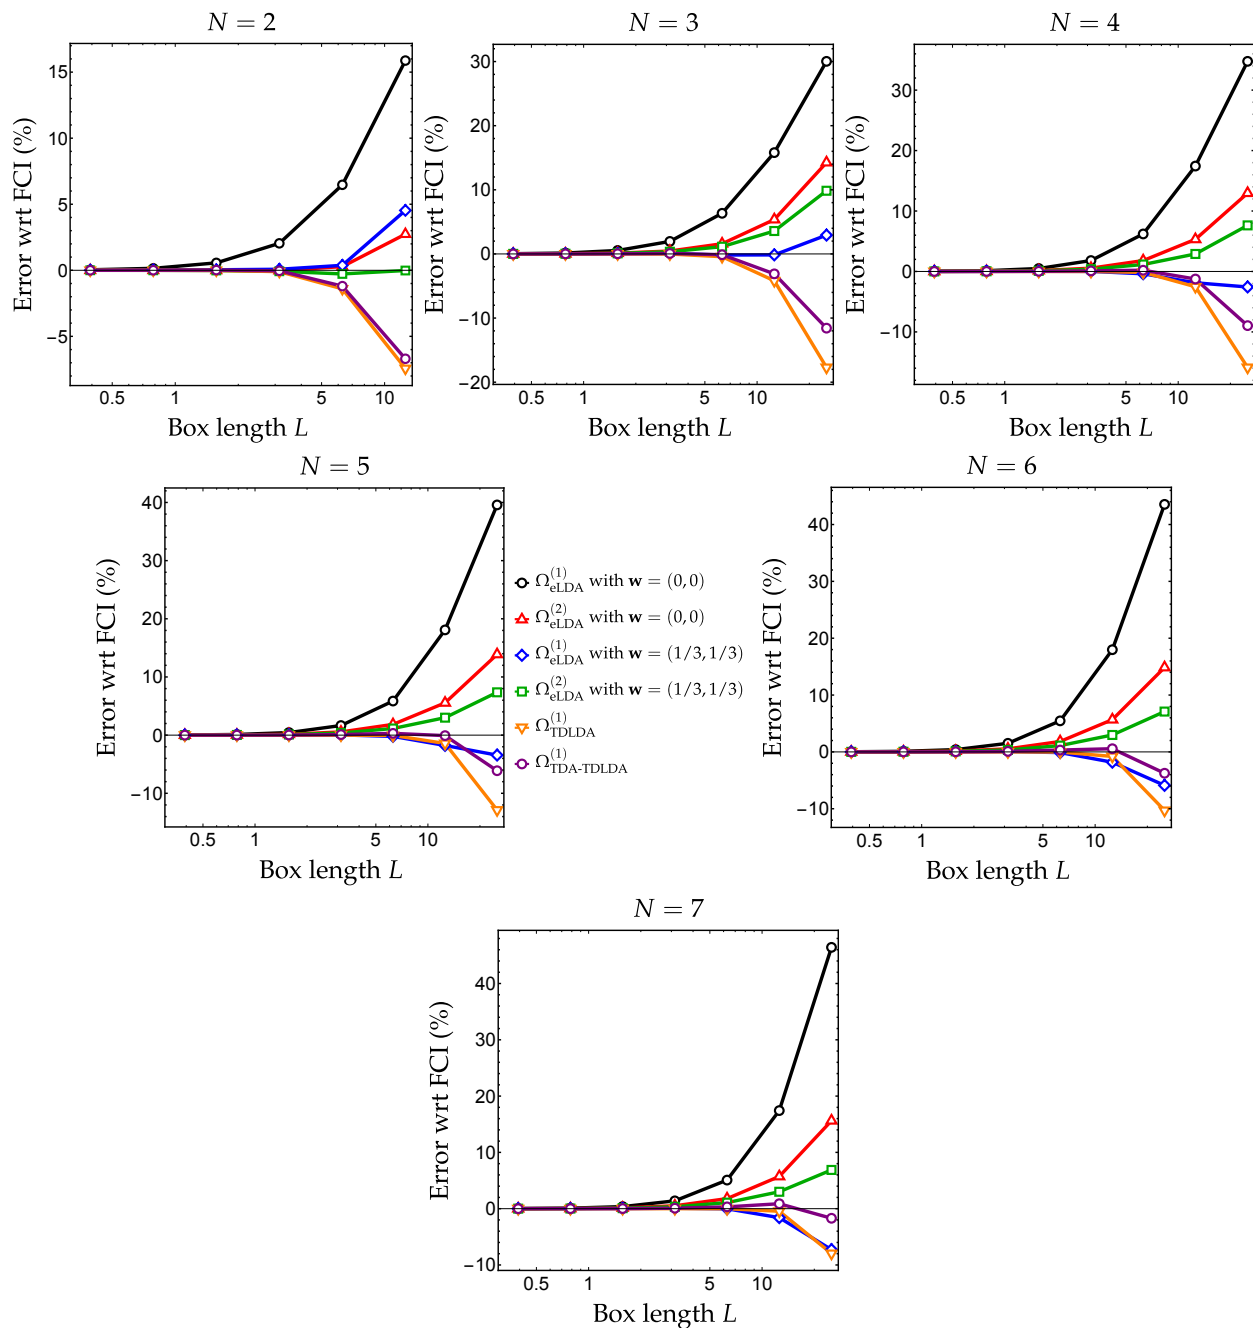 N = 2
15
10
5
0
−5
0.5 1 5 10
Error wrt FCI (%)
Box length L
N = 3
30
20
10
0
−10
−20
0.5 1 5 10
Error wrt FCI (%)
Box length L
N = 4
30
20
10
0
−10
0.5 1 5 10
Error wrt FCI (%)
Box length L
N = 5
40
30
20
10
0
−10
0.5 1 5 10
Error wrt FCI (%)
Box length L
Ω_eLDA^(1) with w = (0, 0)
Ω_eLDA^(2) with w = (0, 0)
Ω_eLDA^(1) with w = (1/3, 1/3)
Ω_eLDA^(2) with w = (1/3, 1/3)
Ω_TDLDA^(1)
Ω_TDA-TDLDA^(1)
N = 6
40
30
20
10
0
−10
0.5 1 5 10
Error wrt FCI (%)
Box length L
N = 7
40
30
20
10
0
−10
0.5 1 5 10
Error wrt FCI (%)
Box length L